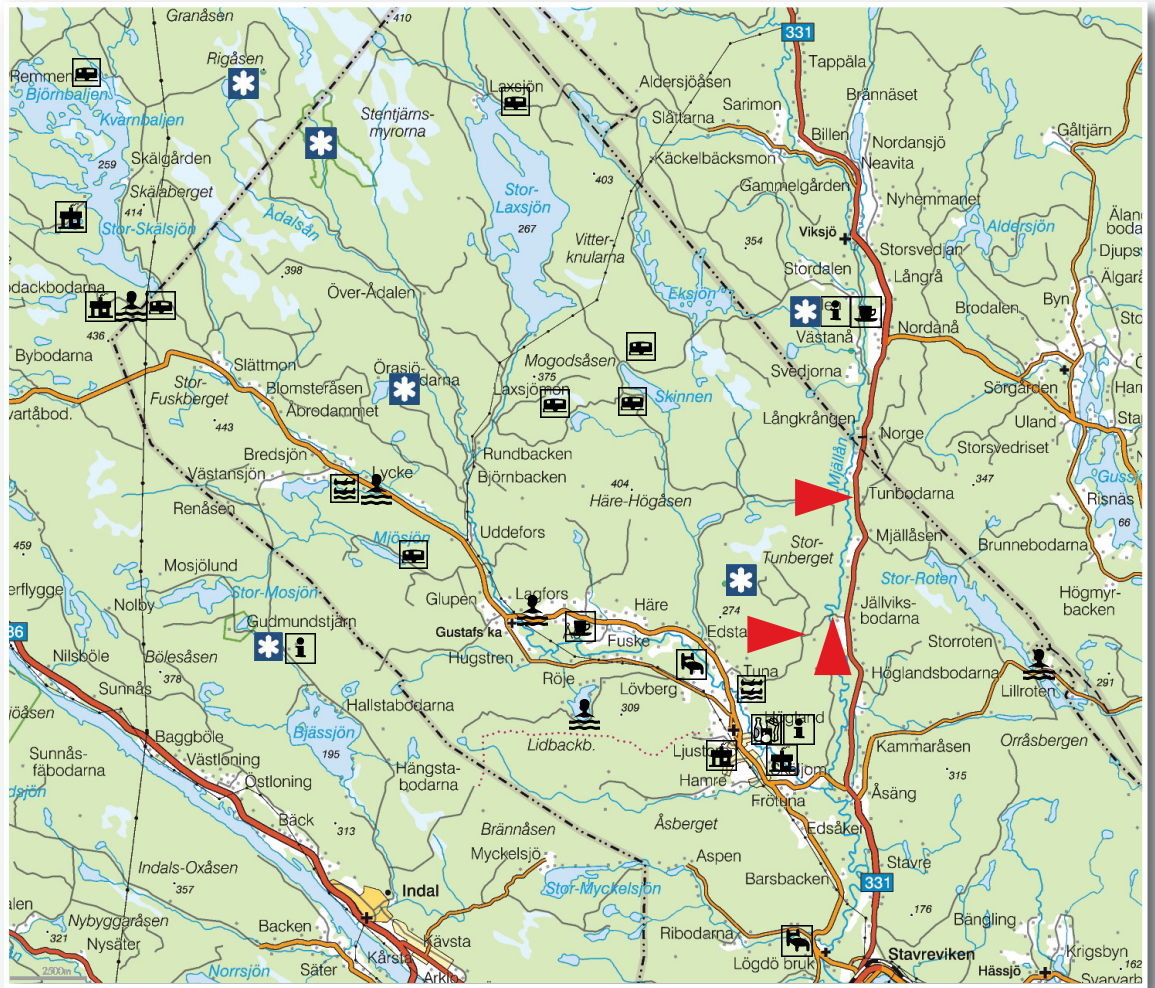 Granåsen
410
331
Rigåsen
Tappäla
Remmen
Laxsjön
Aldersjöåsen
Björnbaljen
Brännäset
Sarimon
Kvarnbaljen
Stentjärns-
myrorna
Slåttarna
Billen
Gåltjärn
Nordansjö
259
Skälgården
Käckelbäcksmon
Neavita
Skälaberget
403
Gammelgården
Stor-
Laxsjön
267
Nyhemmanet
414
Stor-Skälsjön
Ådalsån
Aldersjön
Viksjö
Vitter-
knularna
354
Storsvedjan
398
Stordalen
Långrå
Över-Ådalen
Eksjön
Byn
Brodalen
436
Västanå
Nordanå
Bybodarna
Mogodsåsen
375
Slättmon
Örasjö-
Svedjorna
Stor-
Fuskberget
Blomsteråsen
Laxsjömon
Skinnen
Sörgården
Åbrodammet
Långkrången
Uland
443
Norge
Bredsjön
Rundbacken
Storsvedriset
Västansjön
Lycke
Björnbacken
Mjällån
404
347
Häre-Högåsen
Tunbodarna
Risnäs
Renåsen
66
Uddefors
Stor-
Tunberget
Mjällåsen
Mjösjön
459
Brunnebodarna
Mosjölund
Stor-Roten
Stor-Mosjön
Högmyr-
backen
Nolby
Glupen
Lagfors
Häre
274
Jällviks-
bodarna
Gudmundstjärn
Gustafs ka
Edsta
Fuske
Storroten
Nilsböle
Bölesåsen
Hugstren
378
Tuna
Höglandsbodarna
Sunnås
Röje
Lövberg
Lillroten
291
Hallstabodarna
309
Baggböle
Bjässjön
Orråsbergen
Sunnås-
fäbodarna
Västloning
195
Lidbackb.
Kammaråsen
Hängsta-
bodarna
Östloning
Hamre
315
Frötuna
Åsäng
Bäck
313
Brännåsen
Åsberget
Edsåker
Myckelsjö
Aspen
Stavre
Indals-Oxåsen
357
Indal
Stor-Myckelsjön
Barsbacken
331
176
Nybyggaråsen
Bängling
321
Backen
Ribodarna
Nysäter
Kävsta
Krigsbyn
Kårsta
Stavreviken
162
Norrsjön
Säter
Lögdö bruk
Hässjö
2500m